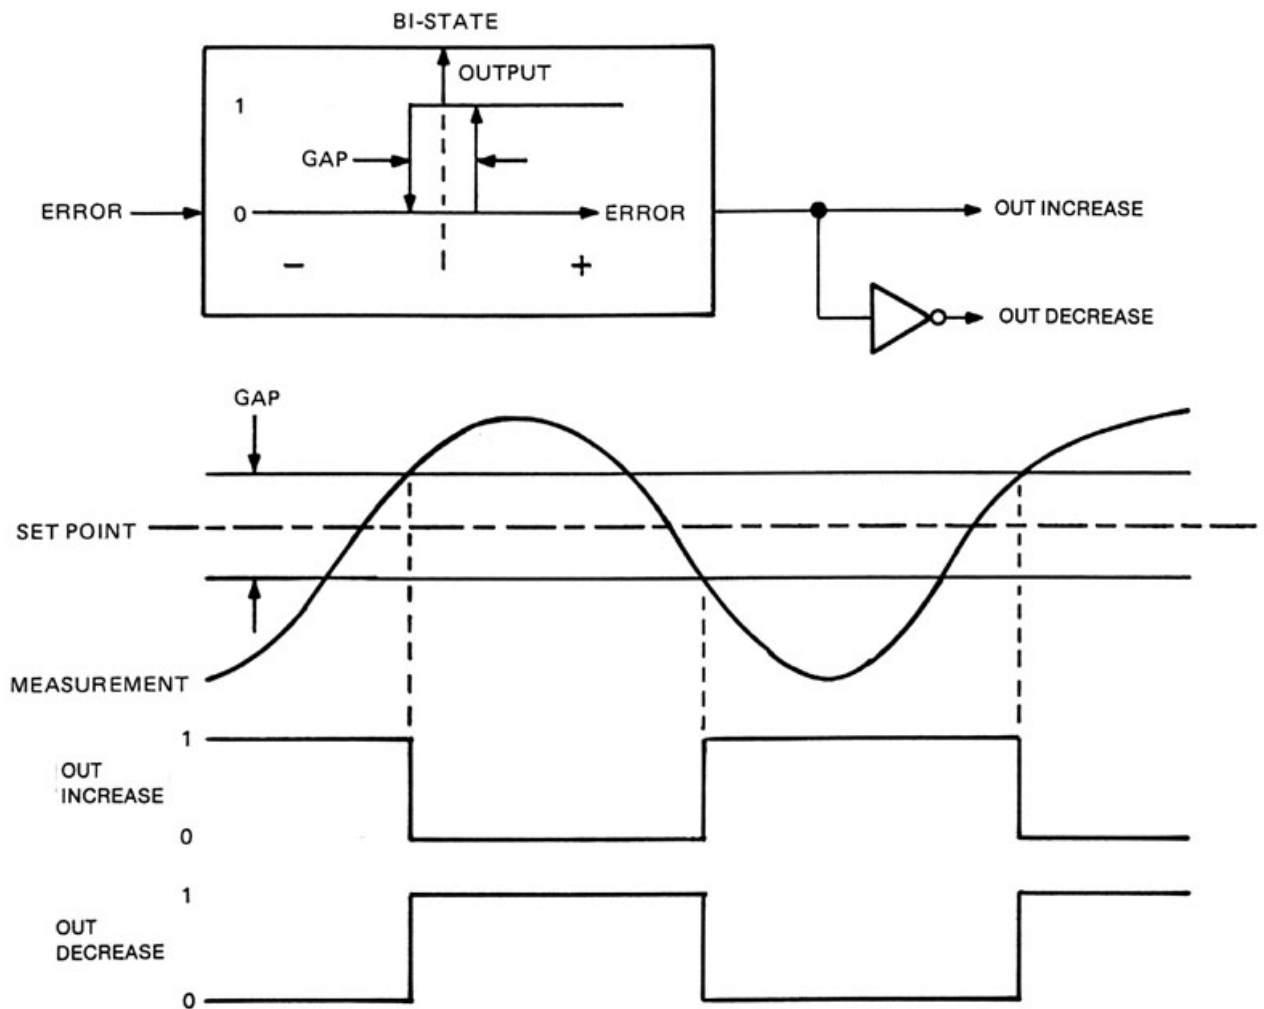 BI-STATE
OUTPUT
1
GAP
ERROR
0
ERROR
− +
OUT INCREASE
OUT DECREASE
GAP
SET POINT
MEASUREMENT
1
OUT
INCREASE
0
1
OUT
DECREASE
0